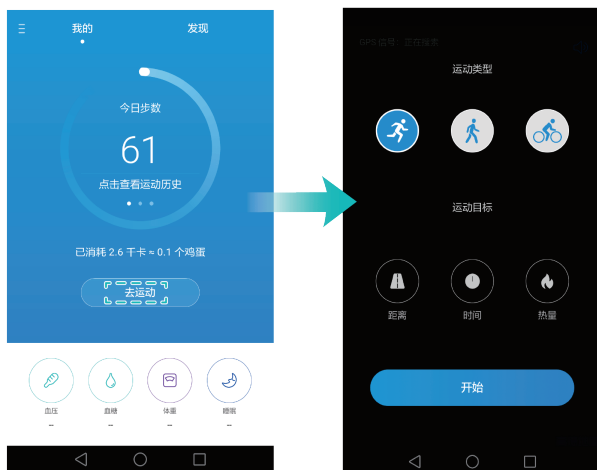 我的
发现
今日步数
61
点击查看运动历史
已消耗 2.6 千卡 ≈ 0.1 个鸡蛋
去运动
血压
血糖
体重
睡眠
--
--
--
--
GPS 信号：正在搜索
运动类型
运动目标
距离
时间
热量
开始